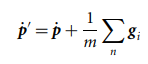 ṗ′ = ṗ + 1/m ∑ₙ gᵢ